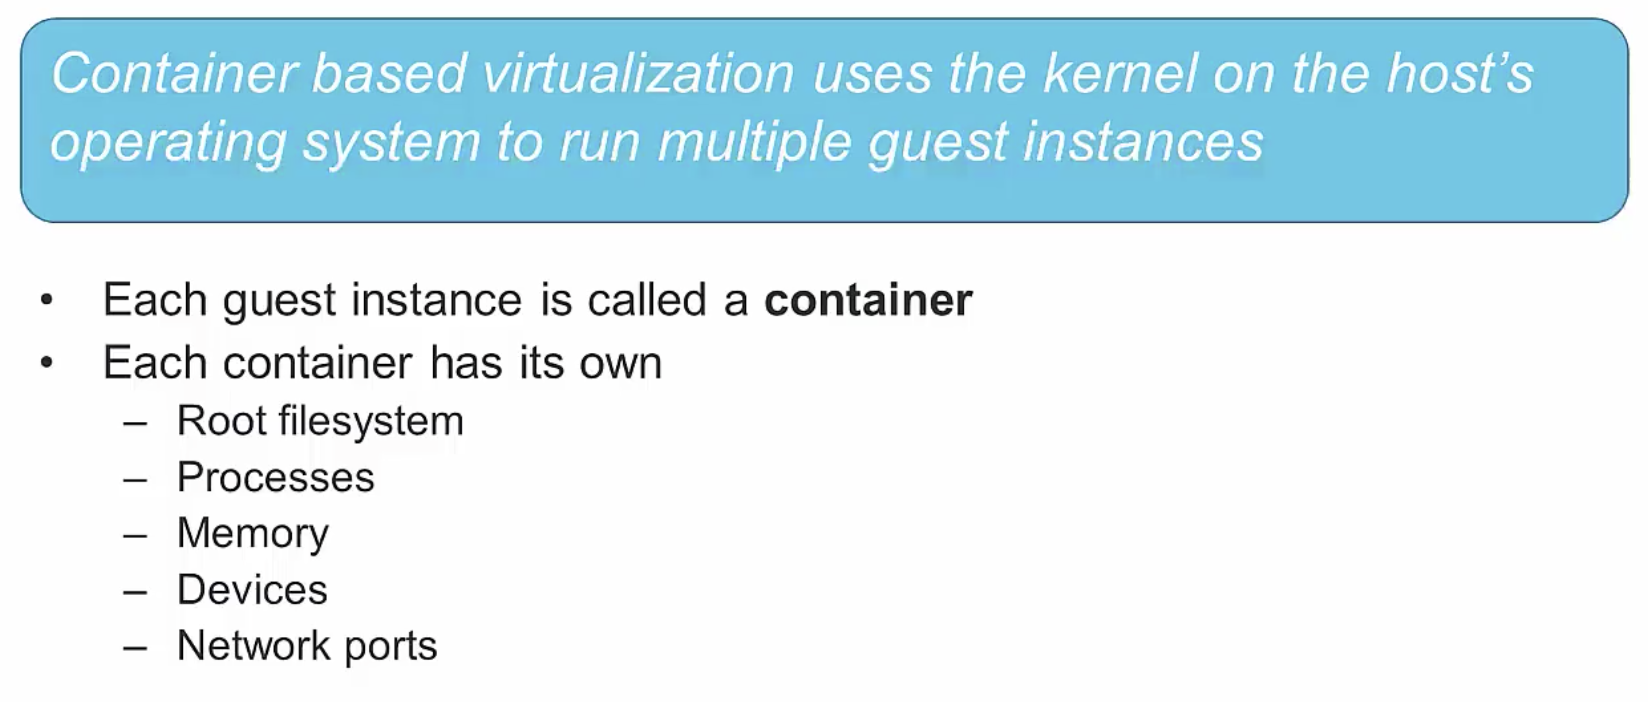 Container based virtualization uses the kernel on the host’s
operating system to run multiple guest instances
• Each guest instance is called a container
• Each container has its own
– Root filesystem
– Processes
– Memory
– Devices
– Network ports